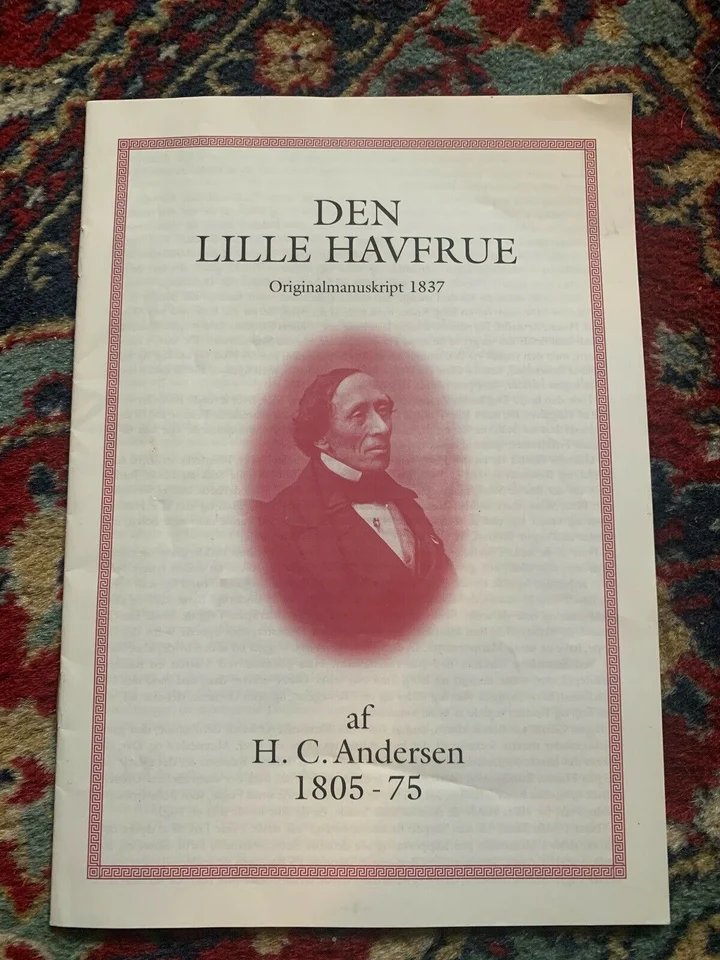 DEN
LILLE HAVFRUE
Originalmanuskript 1837
af
H. C. Andersen
1805 - 75